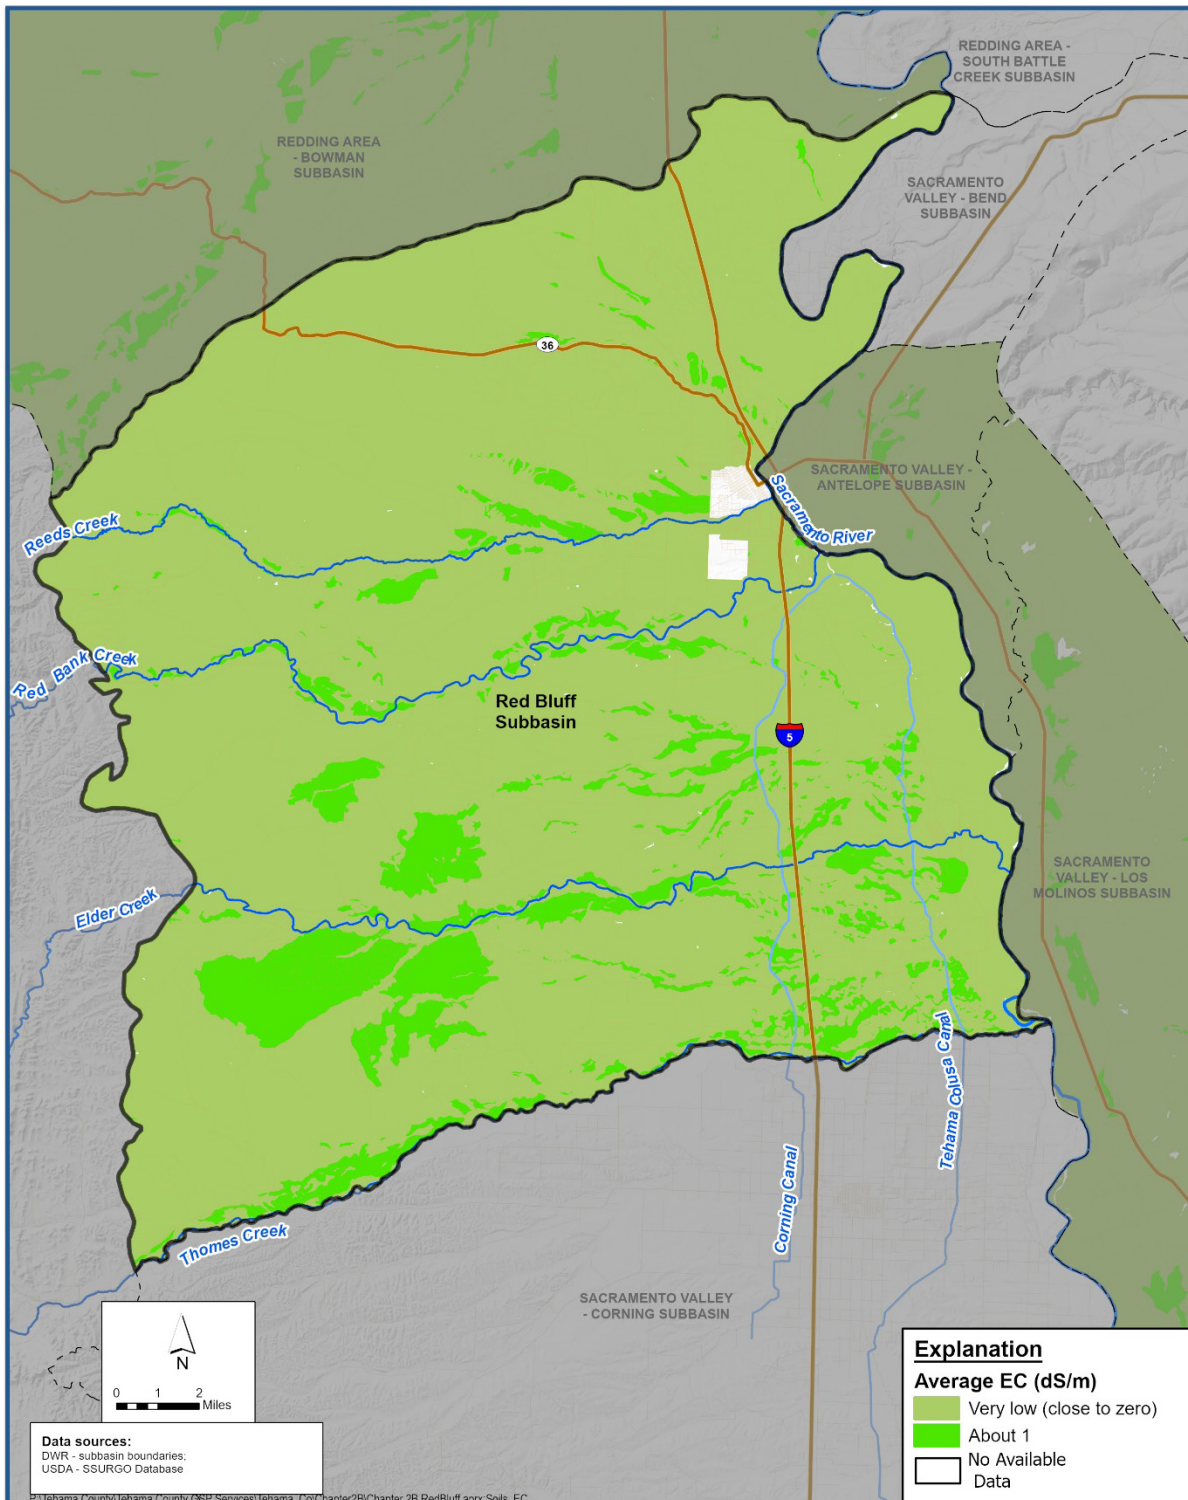 REDDING AREA -
SOUTH BATTLE
CREEK SUBBASIN
REDDING AREA
- BOWMAN
SUBBASIN
SACRAMENTO
VALLEY - BEND
SUBBASIN
36
SACRAMENTO VALLEY -
ANTELOPE SUBBASIN
Sacramento River
Reeds Creek
Red Bank Creek
Red Bluff
Subbasin
5
SACRAMENTO
VALLEY - LOS
MOLINOS SUBBASIN
Elder Creek
Tehama Colusa Canal
Corning Canal
Thomes Creek
SACRAMENTO VALLEY
- CORNING SUBBASIN
N
0 1 2
Miles
Data sources:
DWR - subbasin boundaries;
USDA - SSURGO Database
Explanation
Average EC (dS/m)
Very low (close to zero)
About 1
No Available
Data